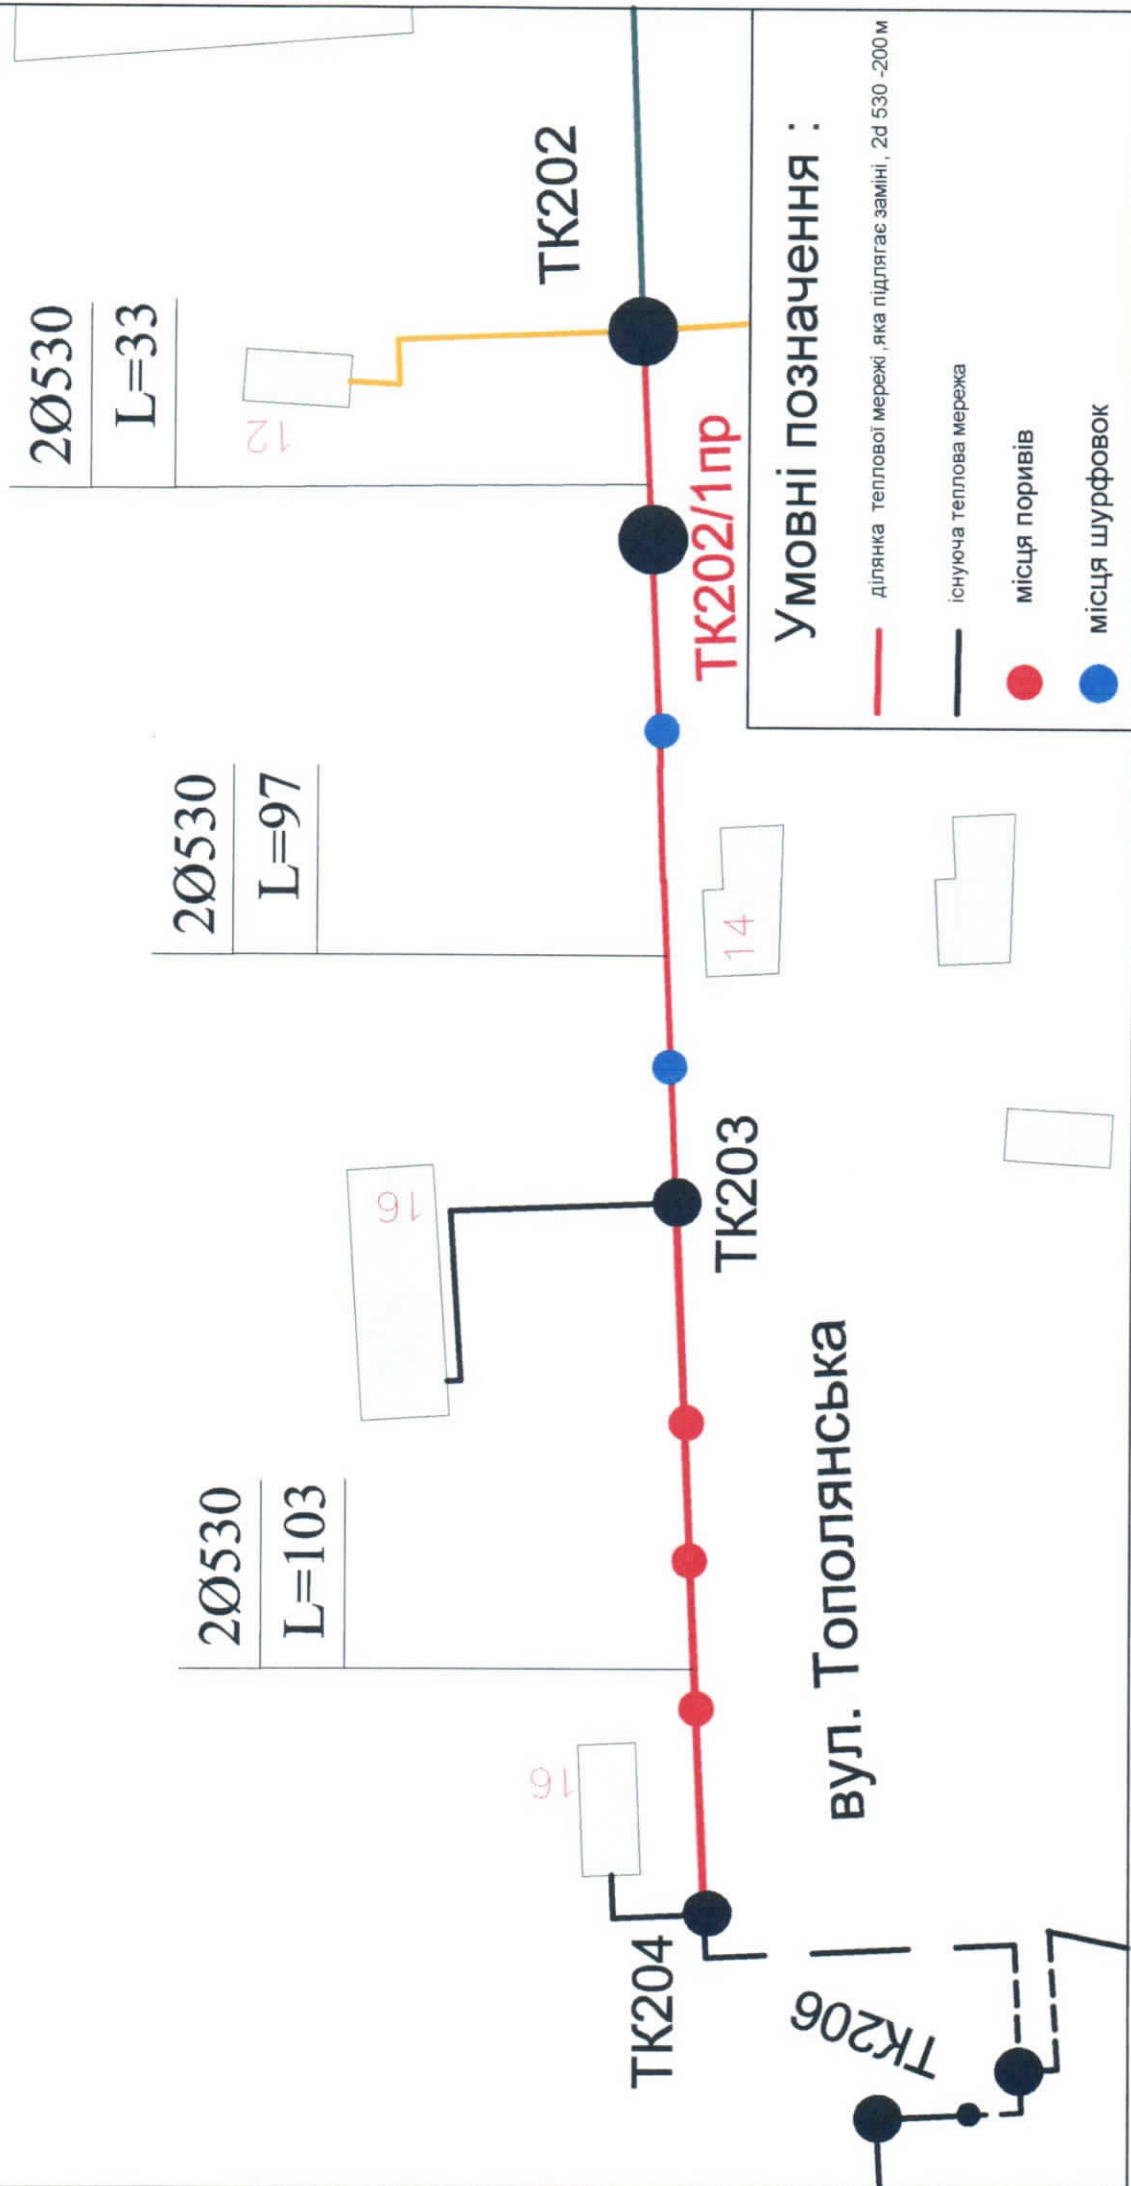 2Ø530
L=103
2Ø530
L=97
2Ø530
L=33
16
16
12
14
ТК204
ТК203
ТК202/1пр
ТК202
ТК206
вул. Тополянська
Умовні позначення :
ділянка теплової мережі ,яка підлягає заміні, 2d 530 -200м
існуюча теплова мережа
місця поривів
місця шурфовок